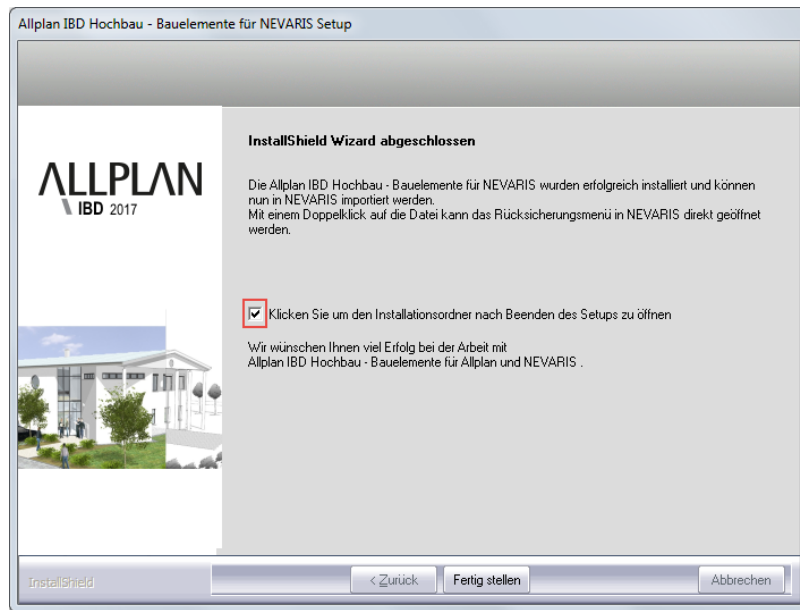 Allplan IBD Hochbau - Bauelemente für NEVARIS Setup
ALLPLAN
IBD 2017
InstallShield Wizard abgeschlossen
Die Allplan IBD Hochbau - Bauelemente für NEVARIS wurden erfolgreich installiert und können
nun in NEVARIS importiert werden.
Mit einem Doppelklick auf die Datei kann das Rücksicherungsmenü in NEVARIS direkt geöffnet
werden.
Klicken Sie um den Installationsordner nach Beenden des Setups zu öffnen
Wir wünschen Ihnen viel Erfolg bei der Arbeit mit
Allplan IBD Hochbau - Bauelemente für Allplan und NEVARIS .
InstallShield
< Zurück
Fertig stellen
Abbrechen